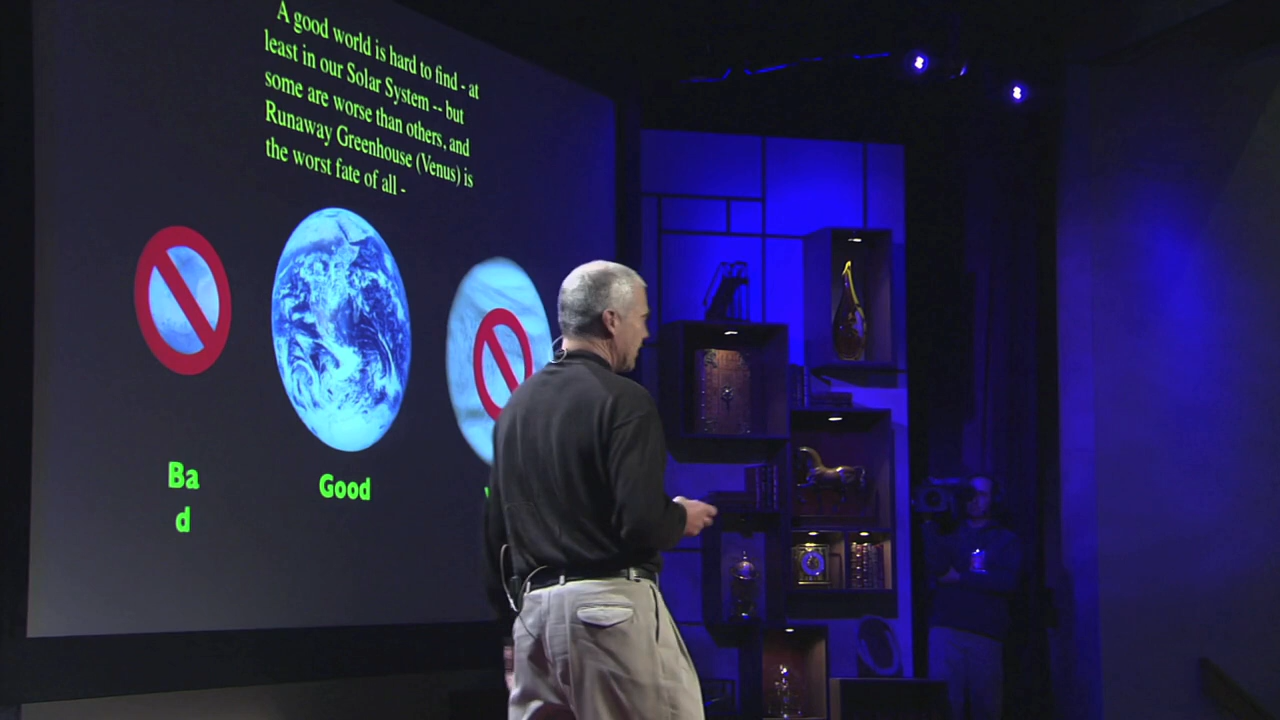 A good world is hard to find - at
least in our Solar System -- but
some are worse than others, and
Runaway Greenhouse (Venus) is
the worst fate of all -
Ba
d
Good